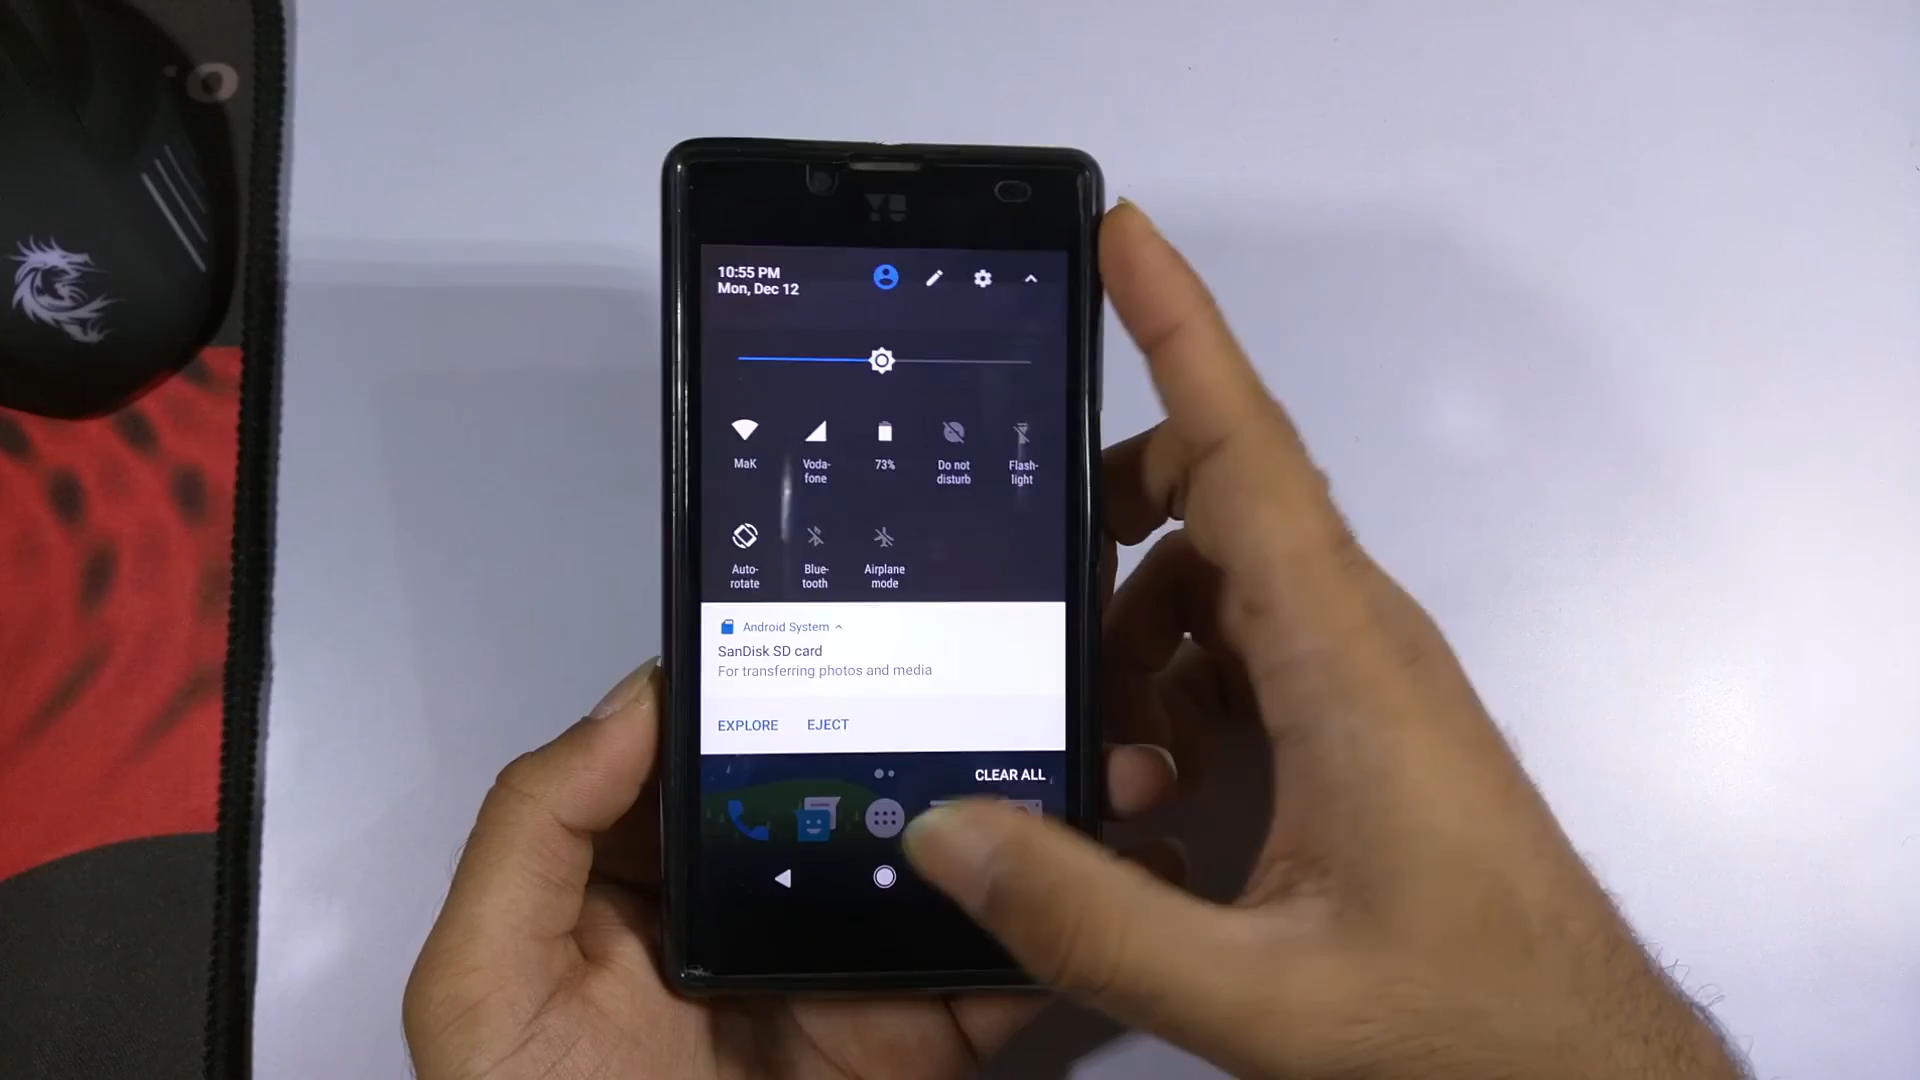 YU
10:55 PM
Mon, Dec 12
MaK
Voda-
fone
73%
Do not
disturb
Flash-
light
Auto-
rotate
Blue-
tooth
Airplane
mode
Android System
SanDisk SD card
For transferring photos and media
EXPLORE EJECT
CLEAR ALL